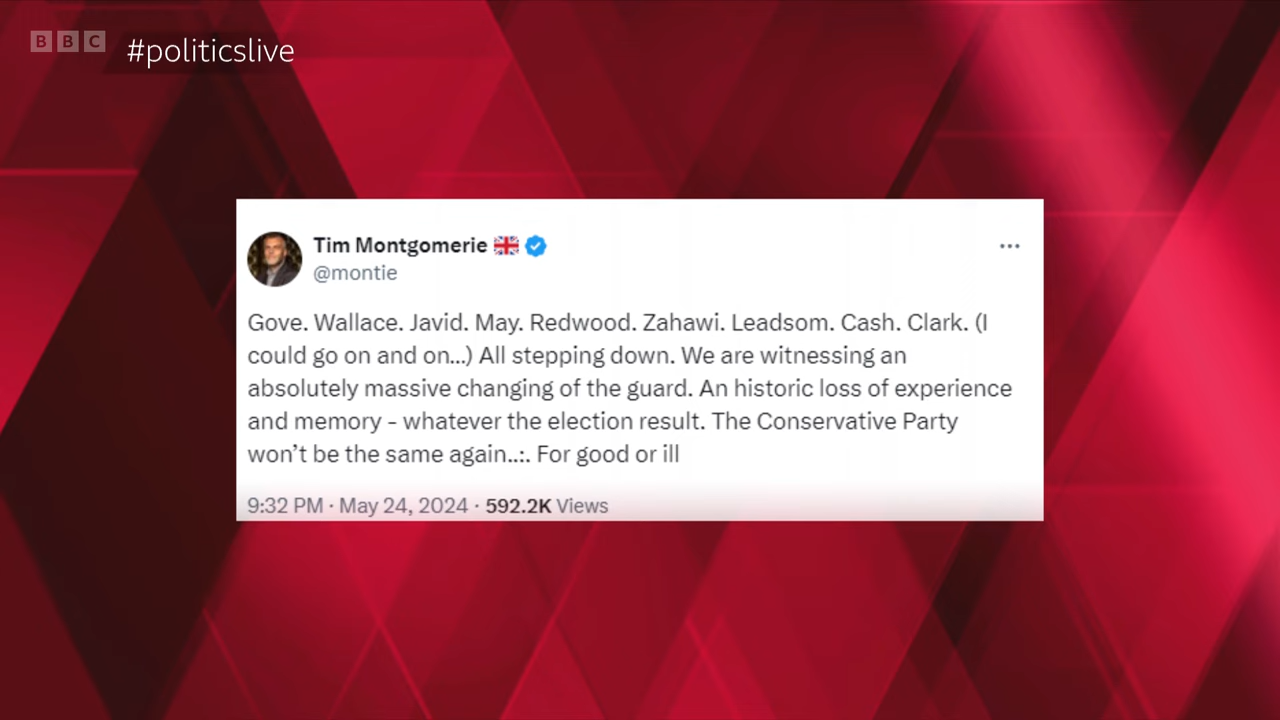 BBC #politicslive
Tim Montgomerie 🇬🇧
@montie
Gove. Wallace. Javid. May. Redwood. Zahawi. Leadsom. Cash. Clark. (I
could go on and on...) All stepping down. We are witnessing an
absolutely massive changing of the guard. An historic loss of experience
and memory - whatever the election result. The Conservative Party
won't be the same again..:. For good or ill
9:32 PM · May 24, 2024 · 592.2K Views